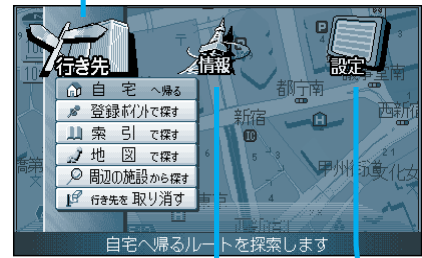 行き先
情報
設定
自宅へ帰る
登録ポイントで探す
索引で探す
地図で探す
周辺の施設から探す
行き先を取り消す
都庁南
新宿
西新宿
甲州街道
文化女
自宅へ帰るルートを探索します